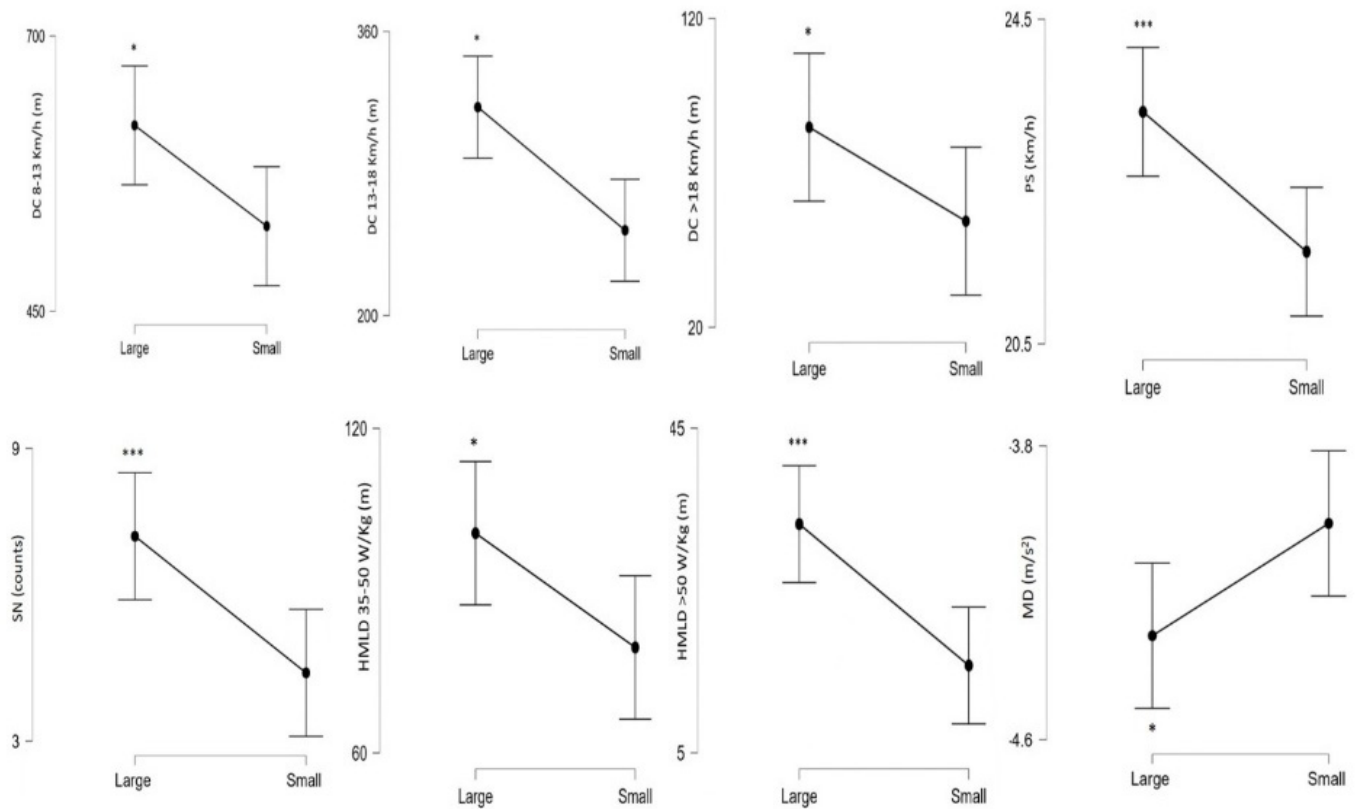 DC 8-13 Km/h (m)
700
450
*
Large Small
DC 13-18 Km/h (m)
360
200
*
Large Small
DC >18 Km/h (m)
120
20
*
Large Small
PS (Km/h)
24.5
20.5
***
Large Small
SN (counts)
9
3
***
Large Small
HMLD 35-50 W/Kg (m)
120
60
*
Large Small
HMLD >50 W/Kg (m)
45
5
***
Large Small
MD (m/s²)
-3.8
-4.6
*
Large Small